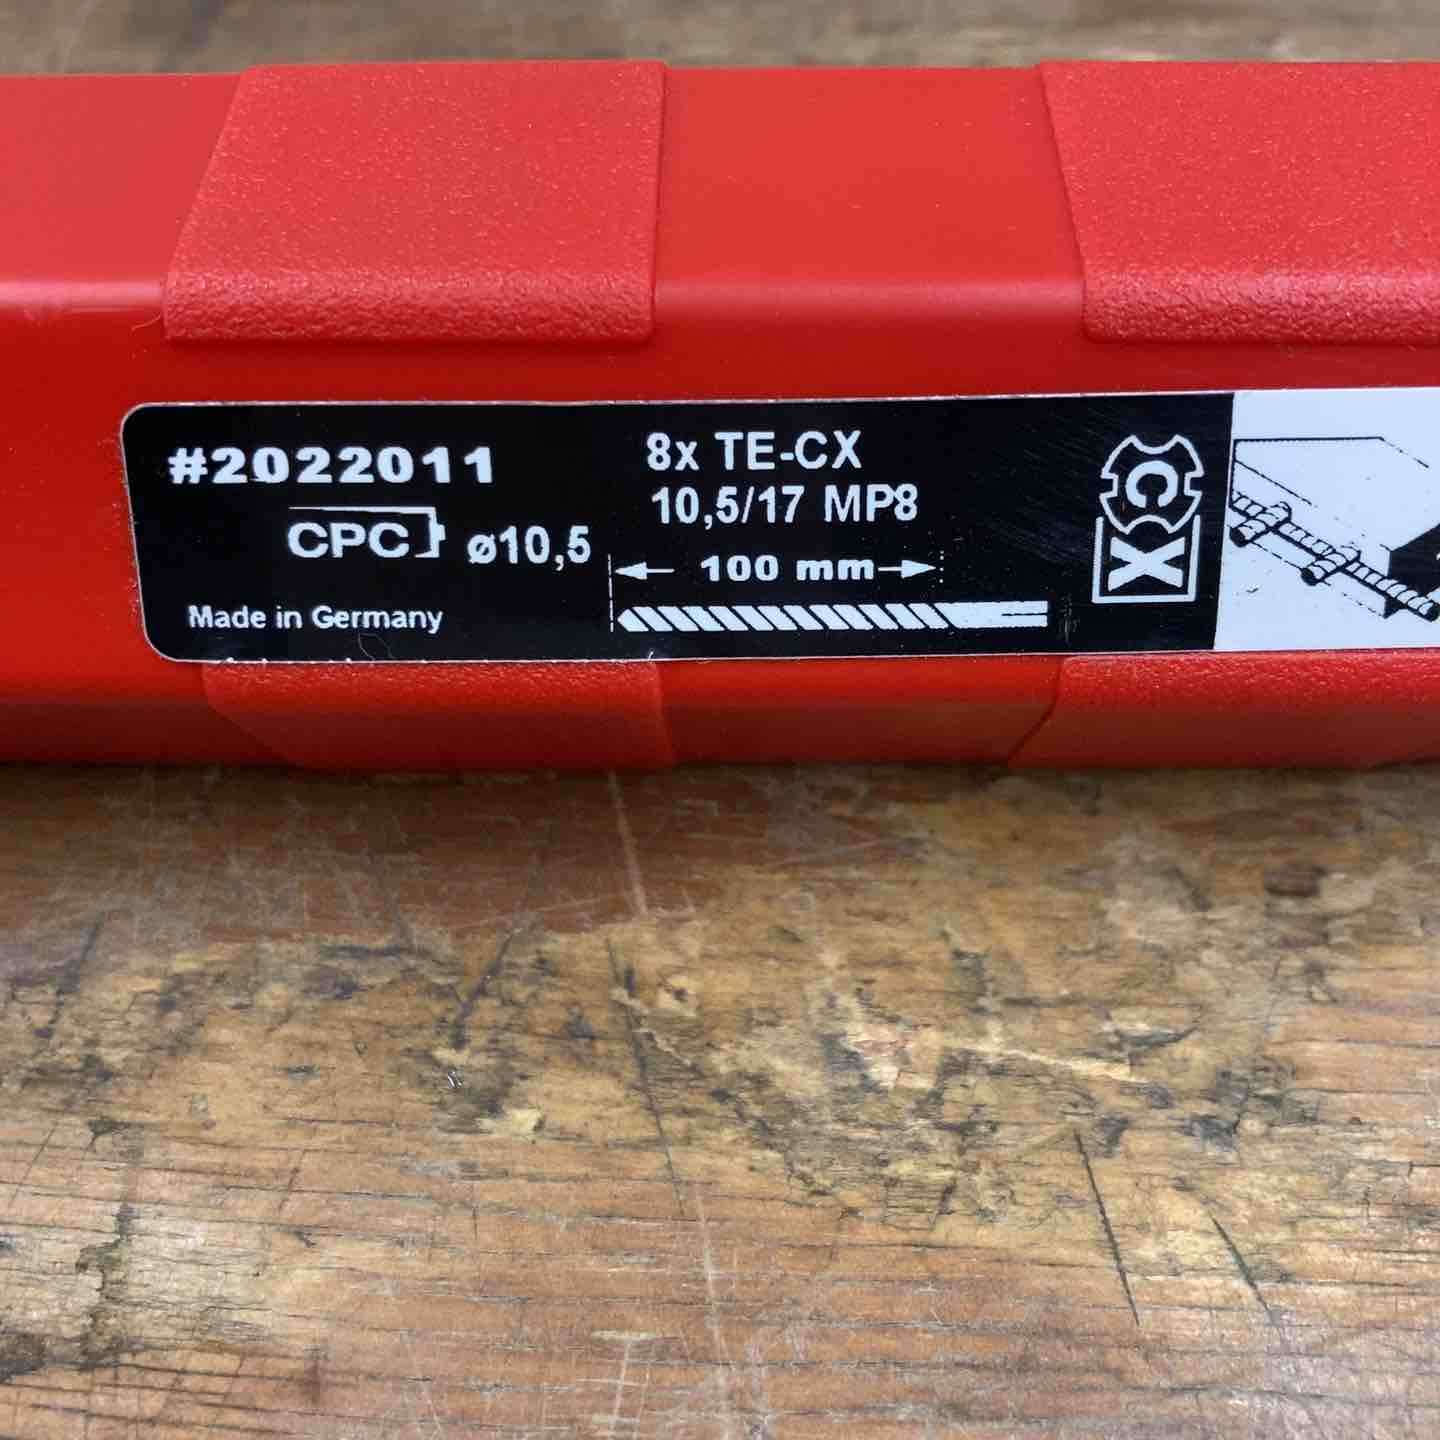 #2022011
CPC ø10,5
Made in Germany
8x TE-CX
10,5/17 MP8
100 mm
CX